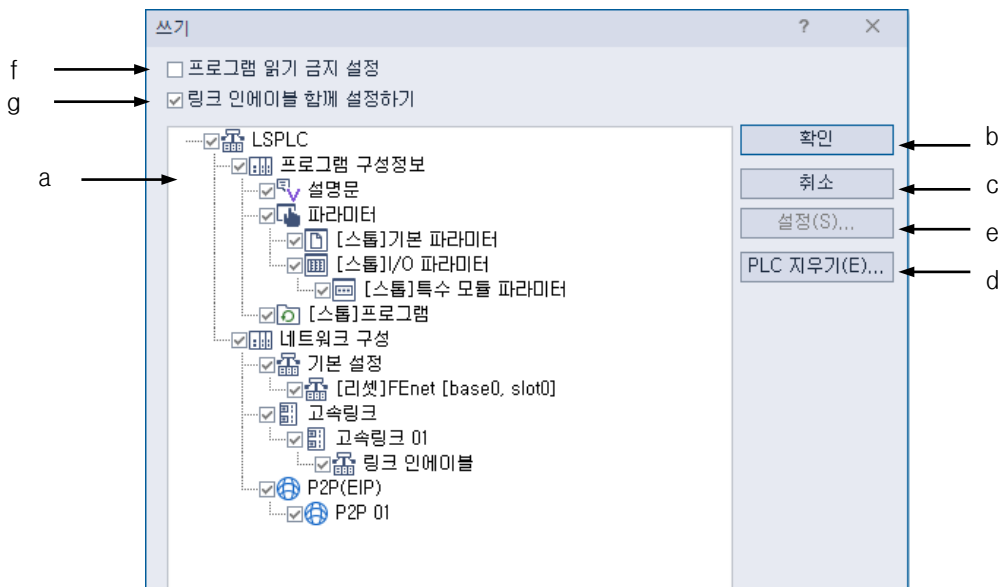 쓰기 ? ×
f 프로그램 읽기 금지 설정
g 링크 인에이블 함께 설정하기
LSPLC
확인 b
프로그램 구성정보
a 설명문
취소 c
파라미터
설정(S)... e
[스톱]기본 파라미터
[스톱]I/O 파라미터
PLC 지우기(E)... d
[스톱]특수 모듈 파라미터
[스톱]프로그램
네트워크 구성
기본 설정
[리셋]FEnet [base0, slot0]
고속링크
고속링크 01
링크 인에이블
P2P(EIP)
P2P 01